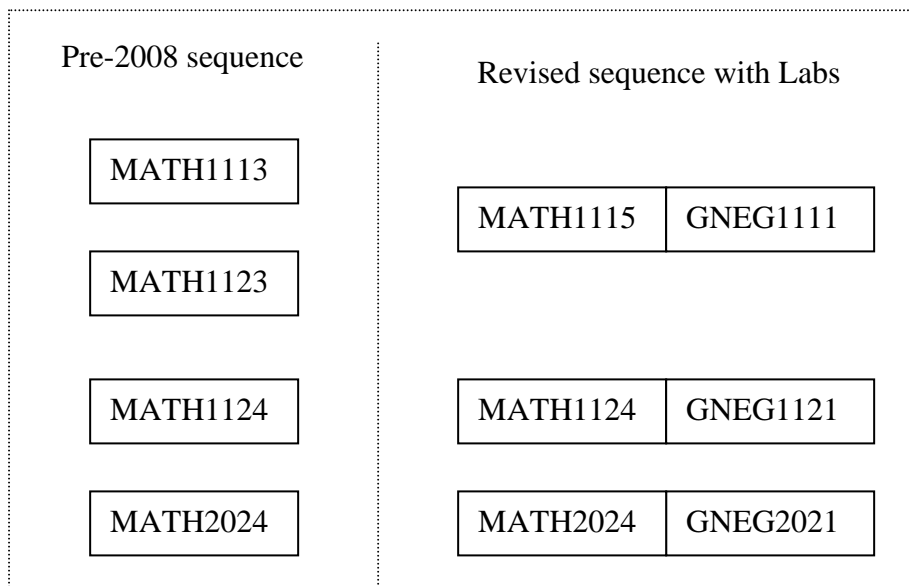 Pre-2008 sequence
MATH1113
MATH1123
MATH1124
MATH2024
Revised sequence with Labs
MATH1115 GNEG1111
MATH1124 GNEG1121
MATH2024 GNEG2021